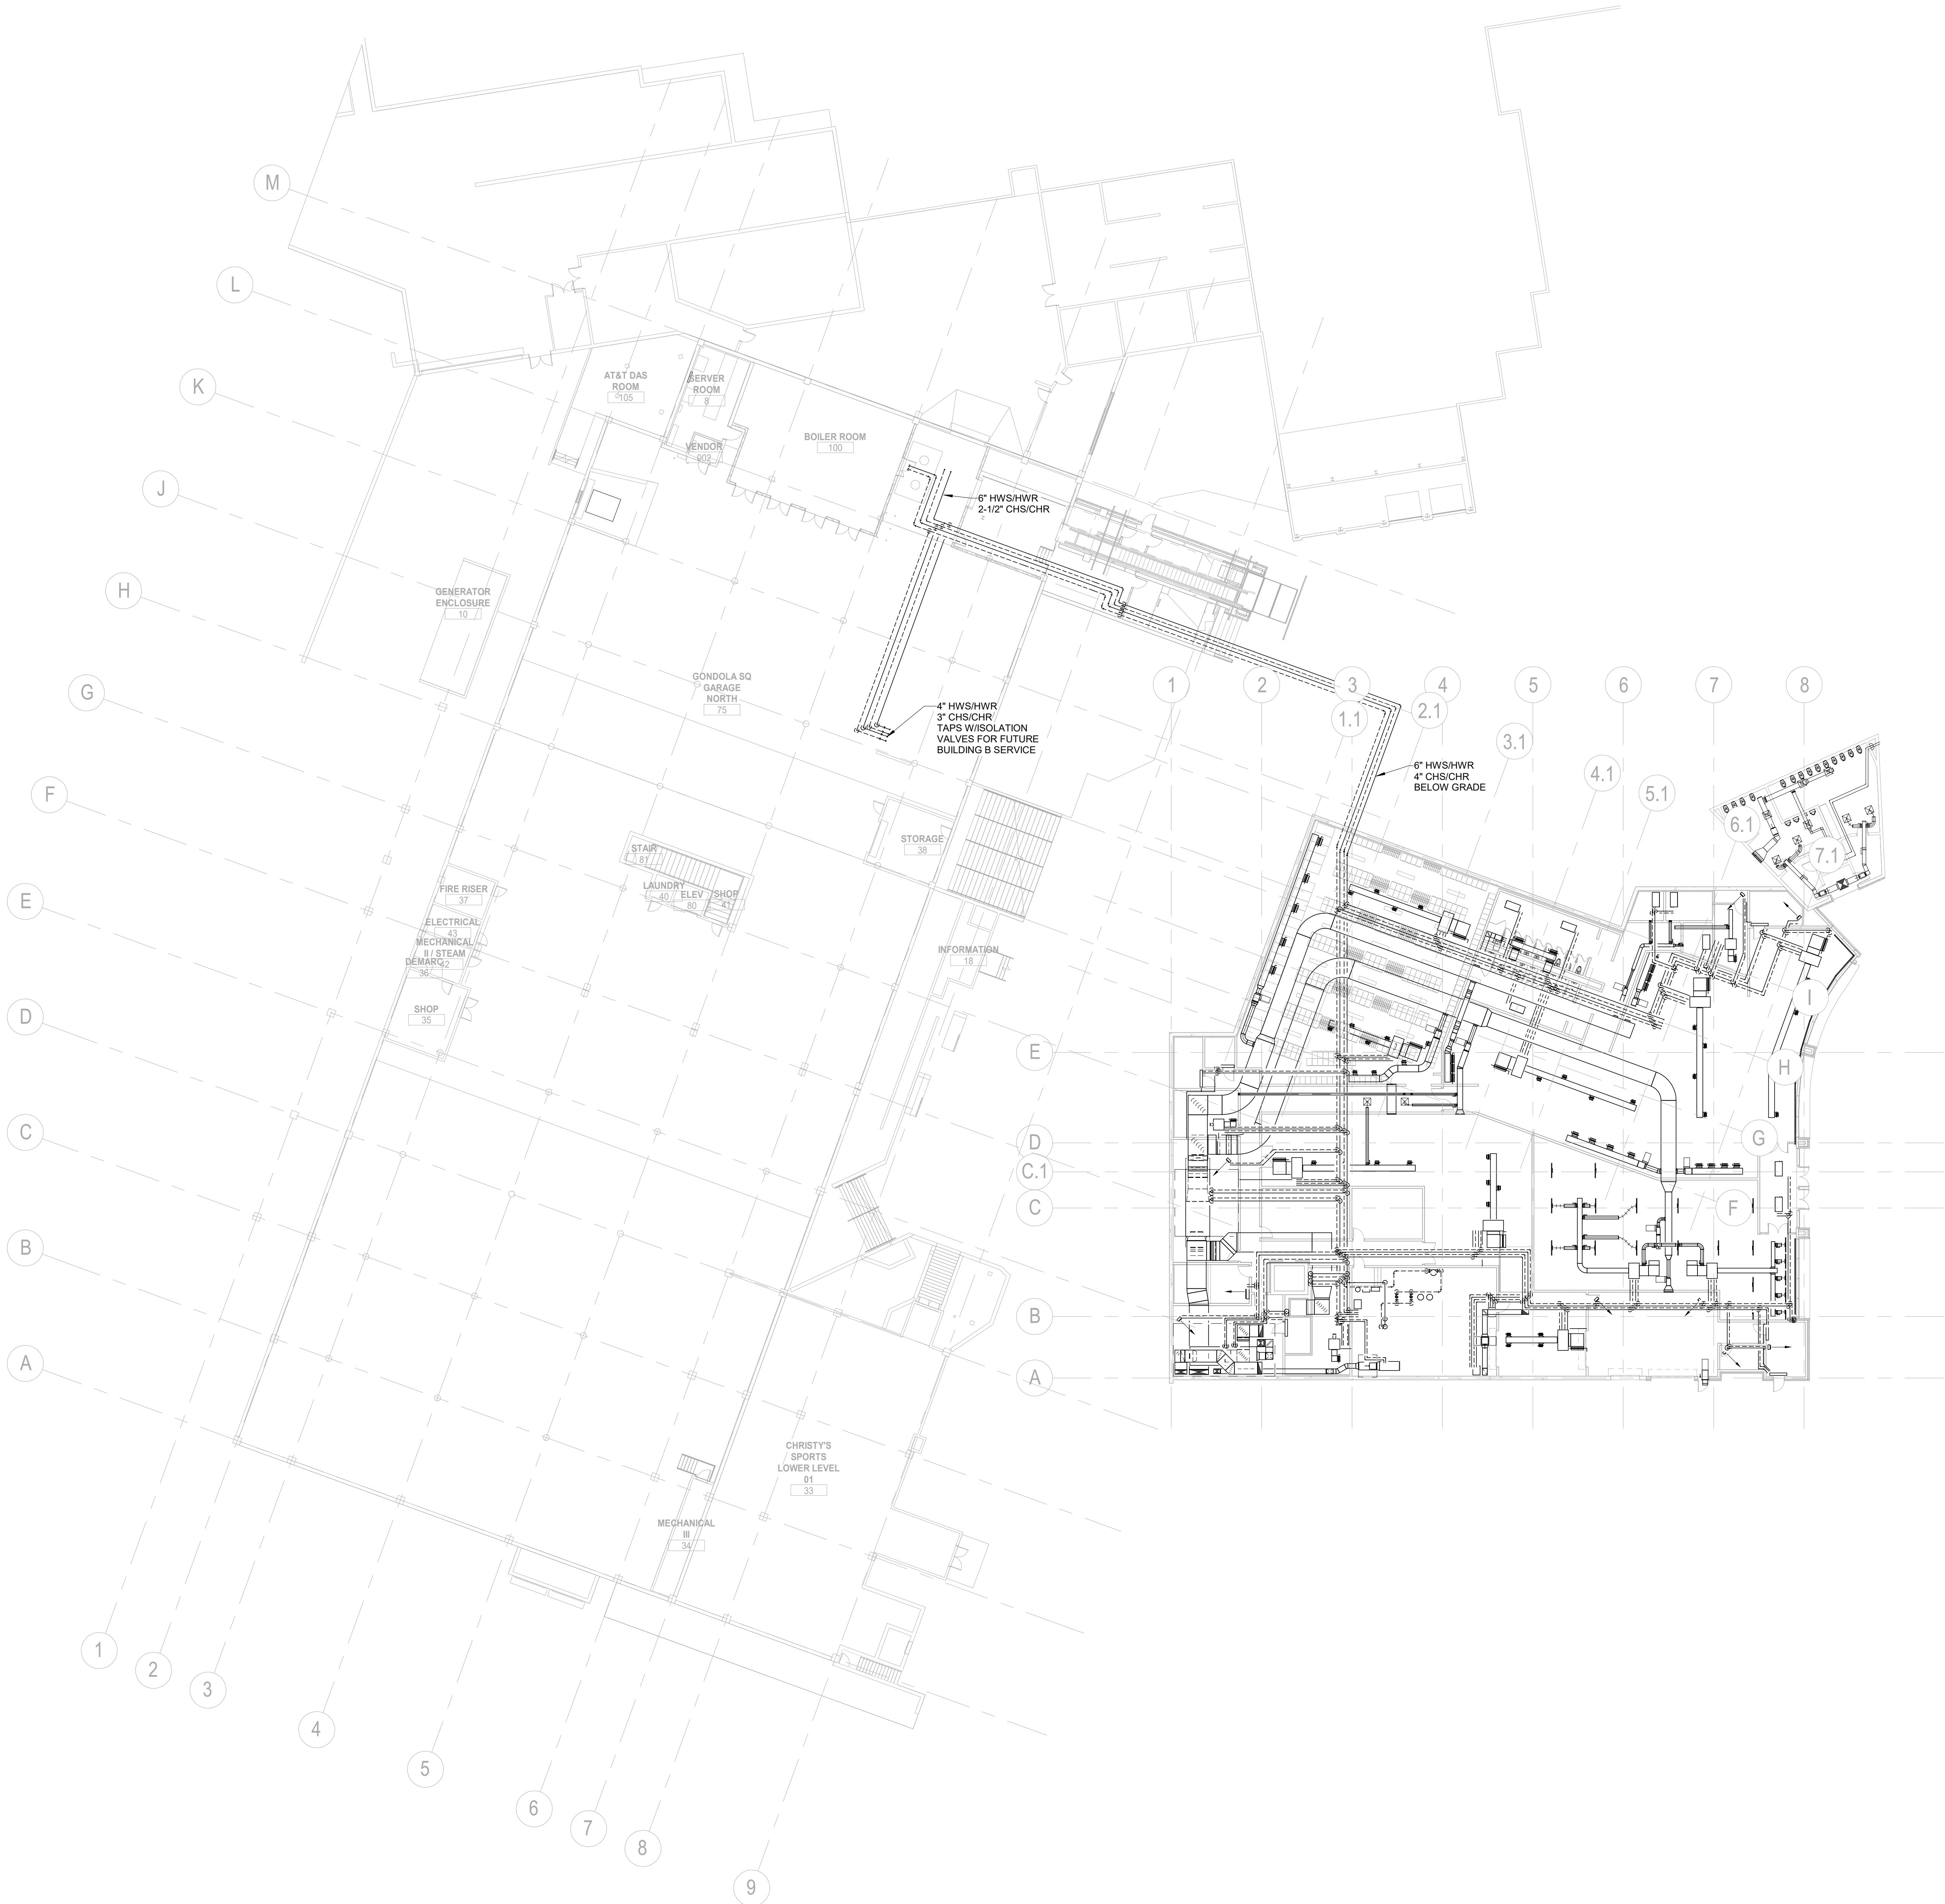 M
L
K
J
H
G
F
E
D
C
B
A
AT&T DAS
ROOM
105
SERVER
ROOM
8
VENDOR
002
BOILER ROOM
100
6" HWS/HWR
2-1/2" CHS/CHR
GENERATOR
ENCLOSURE
10
GONDOLA SQ
GARAGE
NORTH
75
4" HWS/HWR
3" CHS/CHR
TAPS W/ISOLATION
VALVES FOR FUTURE
BUILDING B SERVICE
6" HWS/HWR
4" CHS/CHR
BELOW GRADE
STORAGE
38
STAIR
81
LAUNDRY
40
ELEV
80
SHOP
41
FIRE RISER
37
ELECTRICAL
43
MECHANICAL
II / STEAM
42
DEMARC
36
SHOP
35
INFORMATION
18
CHRISTY'S
SPORTS
LOWER LEVEL
01
33
MECHANICAL
III
34
1
2
3
4
5
6
7
8
9
1
2
3
4
5
6
7
8
1.1
2.1
3.1
4.1
5.1
6.1
7.1
I
H
G
F
E
D
C.1
C
B
A